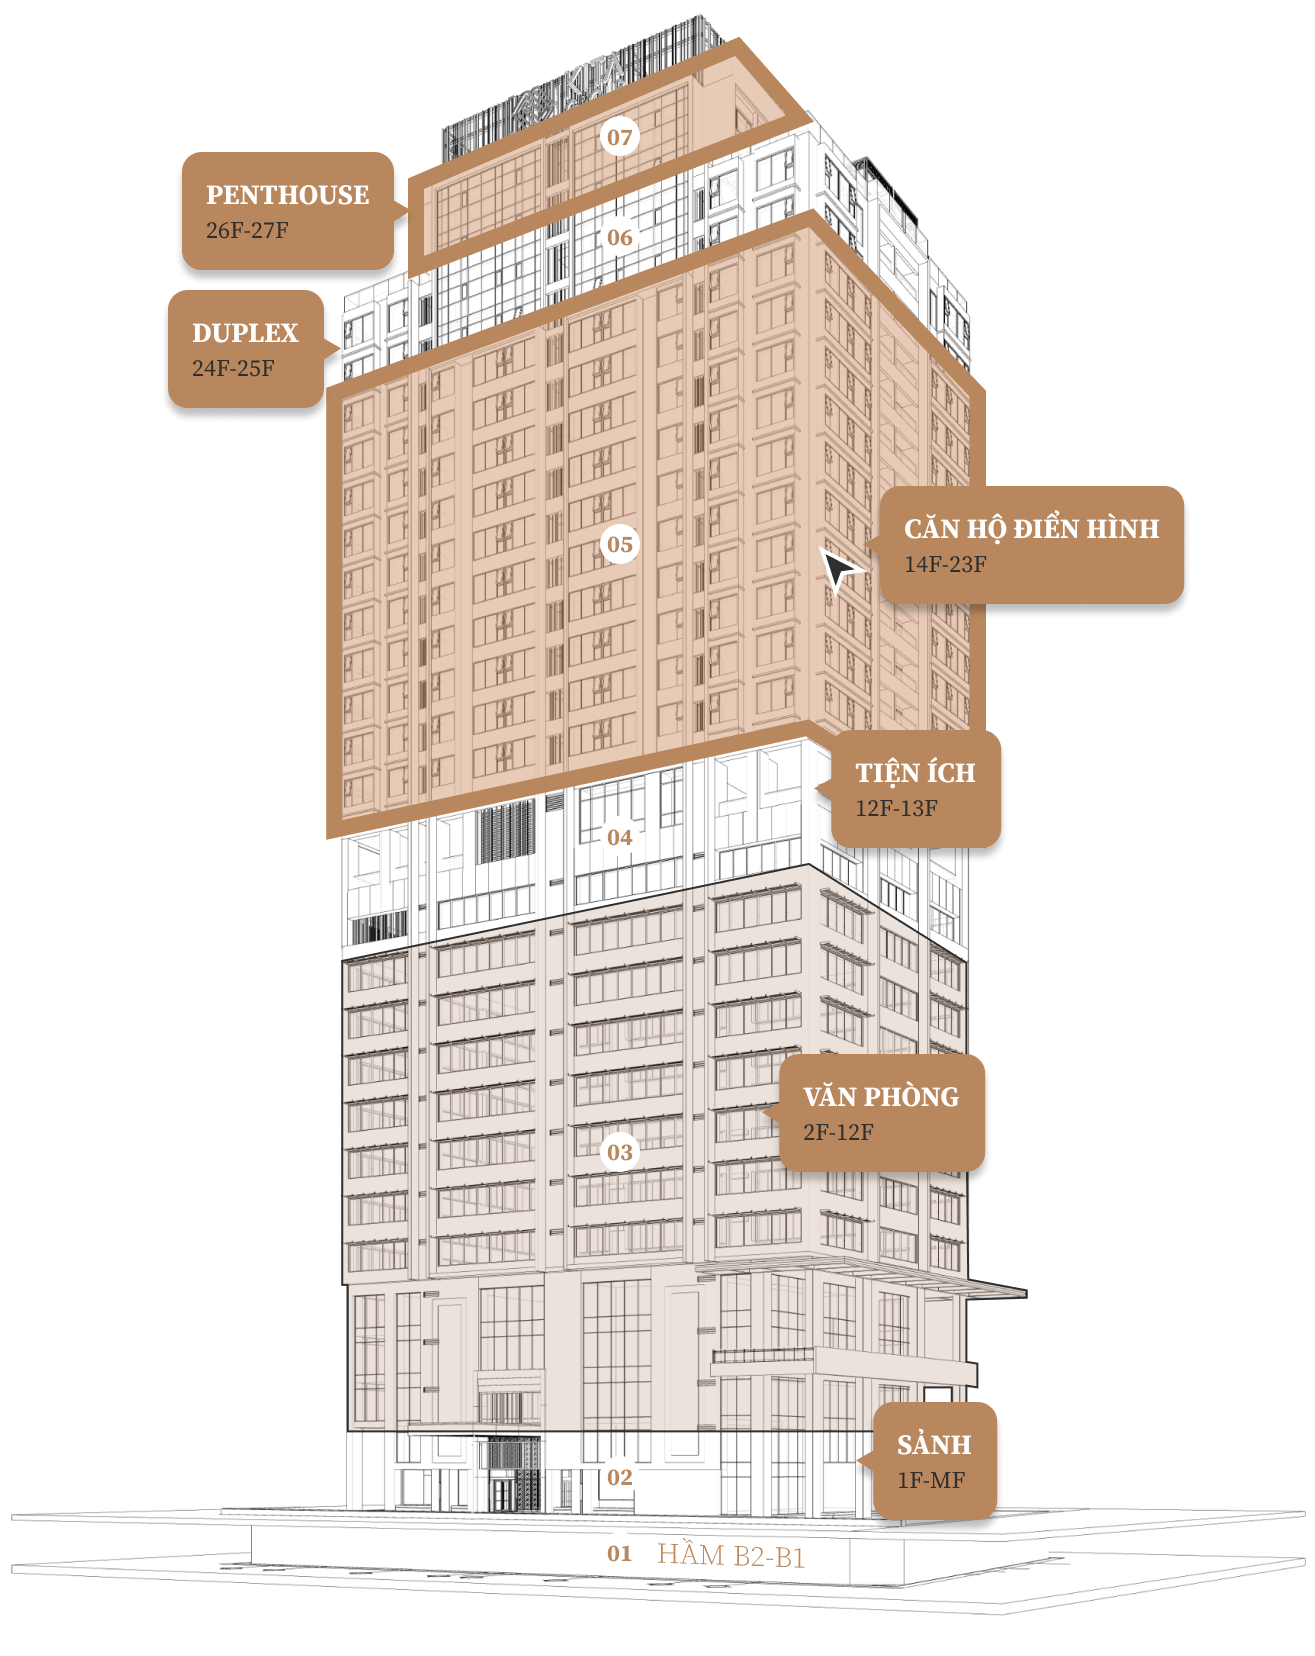 KITA
07
PENTHOUSE
26F-27F
06
DUPLEX
24F-25F
05
CĂN HỘ ĐIỂN HÌNH
14F-23F
TIỆN ÍCH
12F-13F
04
VĂN PHÒNG
2F-12F
03
SẢNH
1F-MF
02
01 HẦM B2-B1